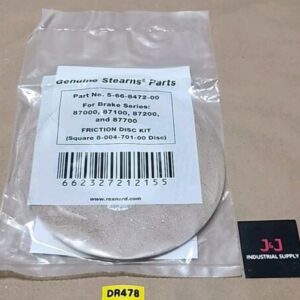 Genuine Stearns® Parts
Part No. 5-66-8472-00
For Brake Series:
87000, 87100, 87200,
and 87700
FRICTION DISC KIT
(Square 8-004-701-00 Disc)
662327212155
www.rexnord.com
J&J
INDUSTRIAL SUPPLY
DR478